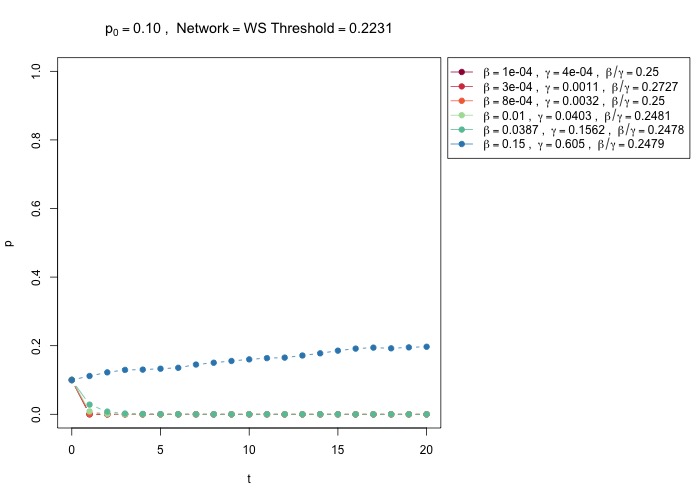 p₀ = 0.10 , Network = WS Threshold = 0.2231
β = 1e-04 , γ = 4e-04 , β/γ = 0.25
β = 3e-04 , γ = 0.0011 , β/γ = 0.2727
β = 8e-04 , γ = 0.0032 , β/γ = 0.25
β = 0.01 , γ = 0.0403 , β/γ = 0.2481
β = 0.0387 , γ = 0.1562 , β/γ = 0.2478
β = 0.15 , γ = 0.605 , β/γ = 0.2479
1.0
0.8
0.6
0.4
0.2
0.0
p
0 5 10 15 20
t